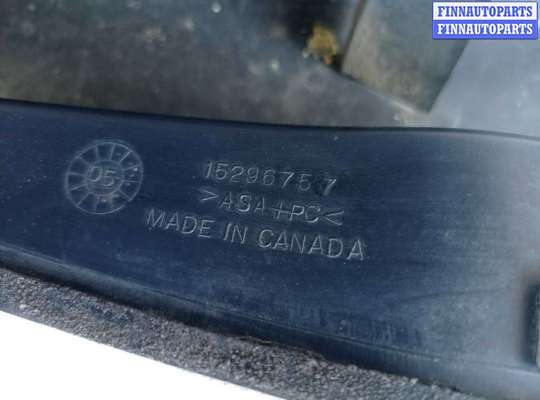 FINNAUTOPARTS
FINNAUTOPARTS
05
15296757
>ASA+PC<
MADE IN CANADA